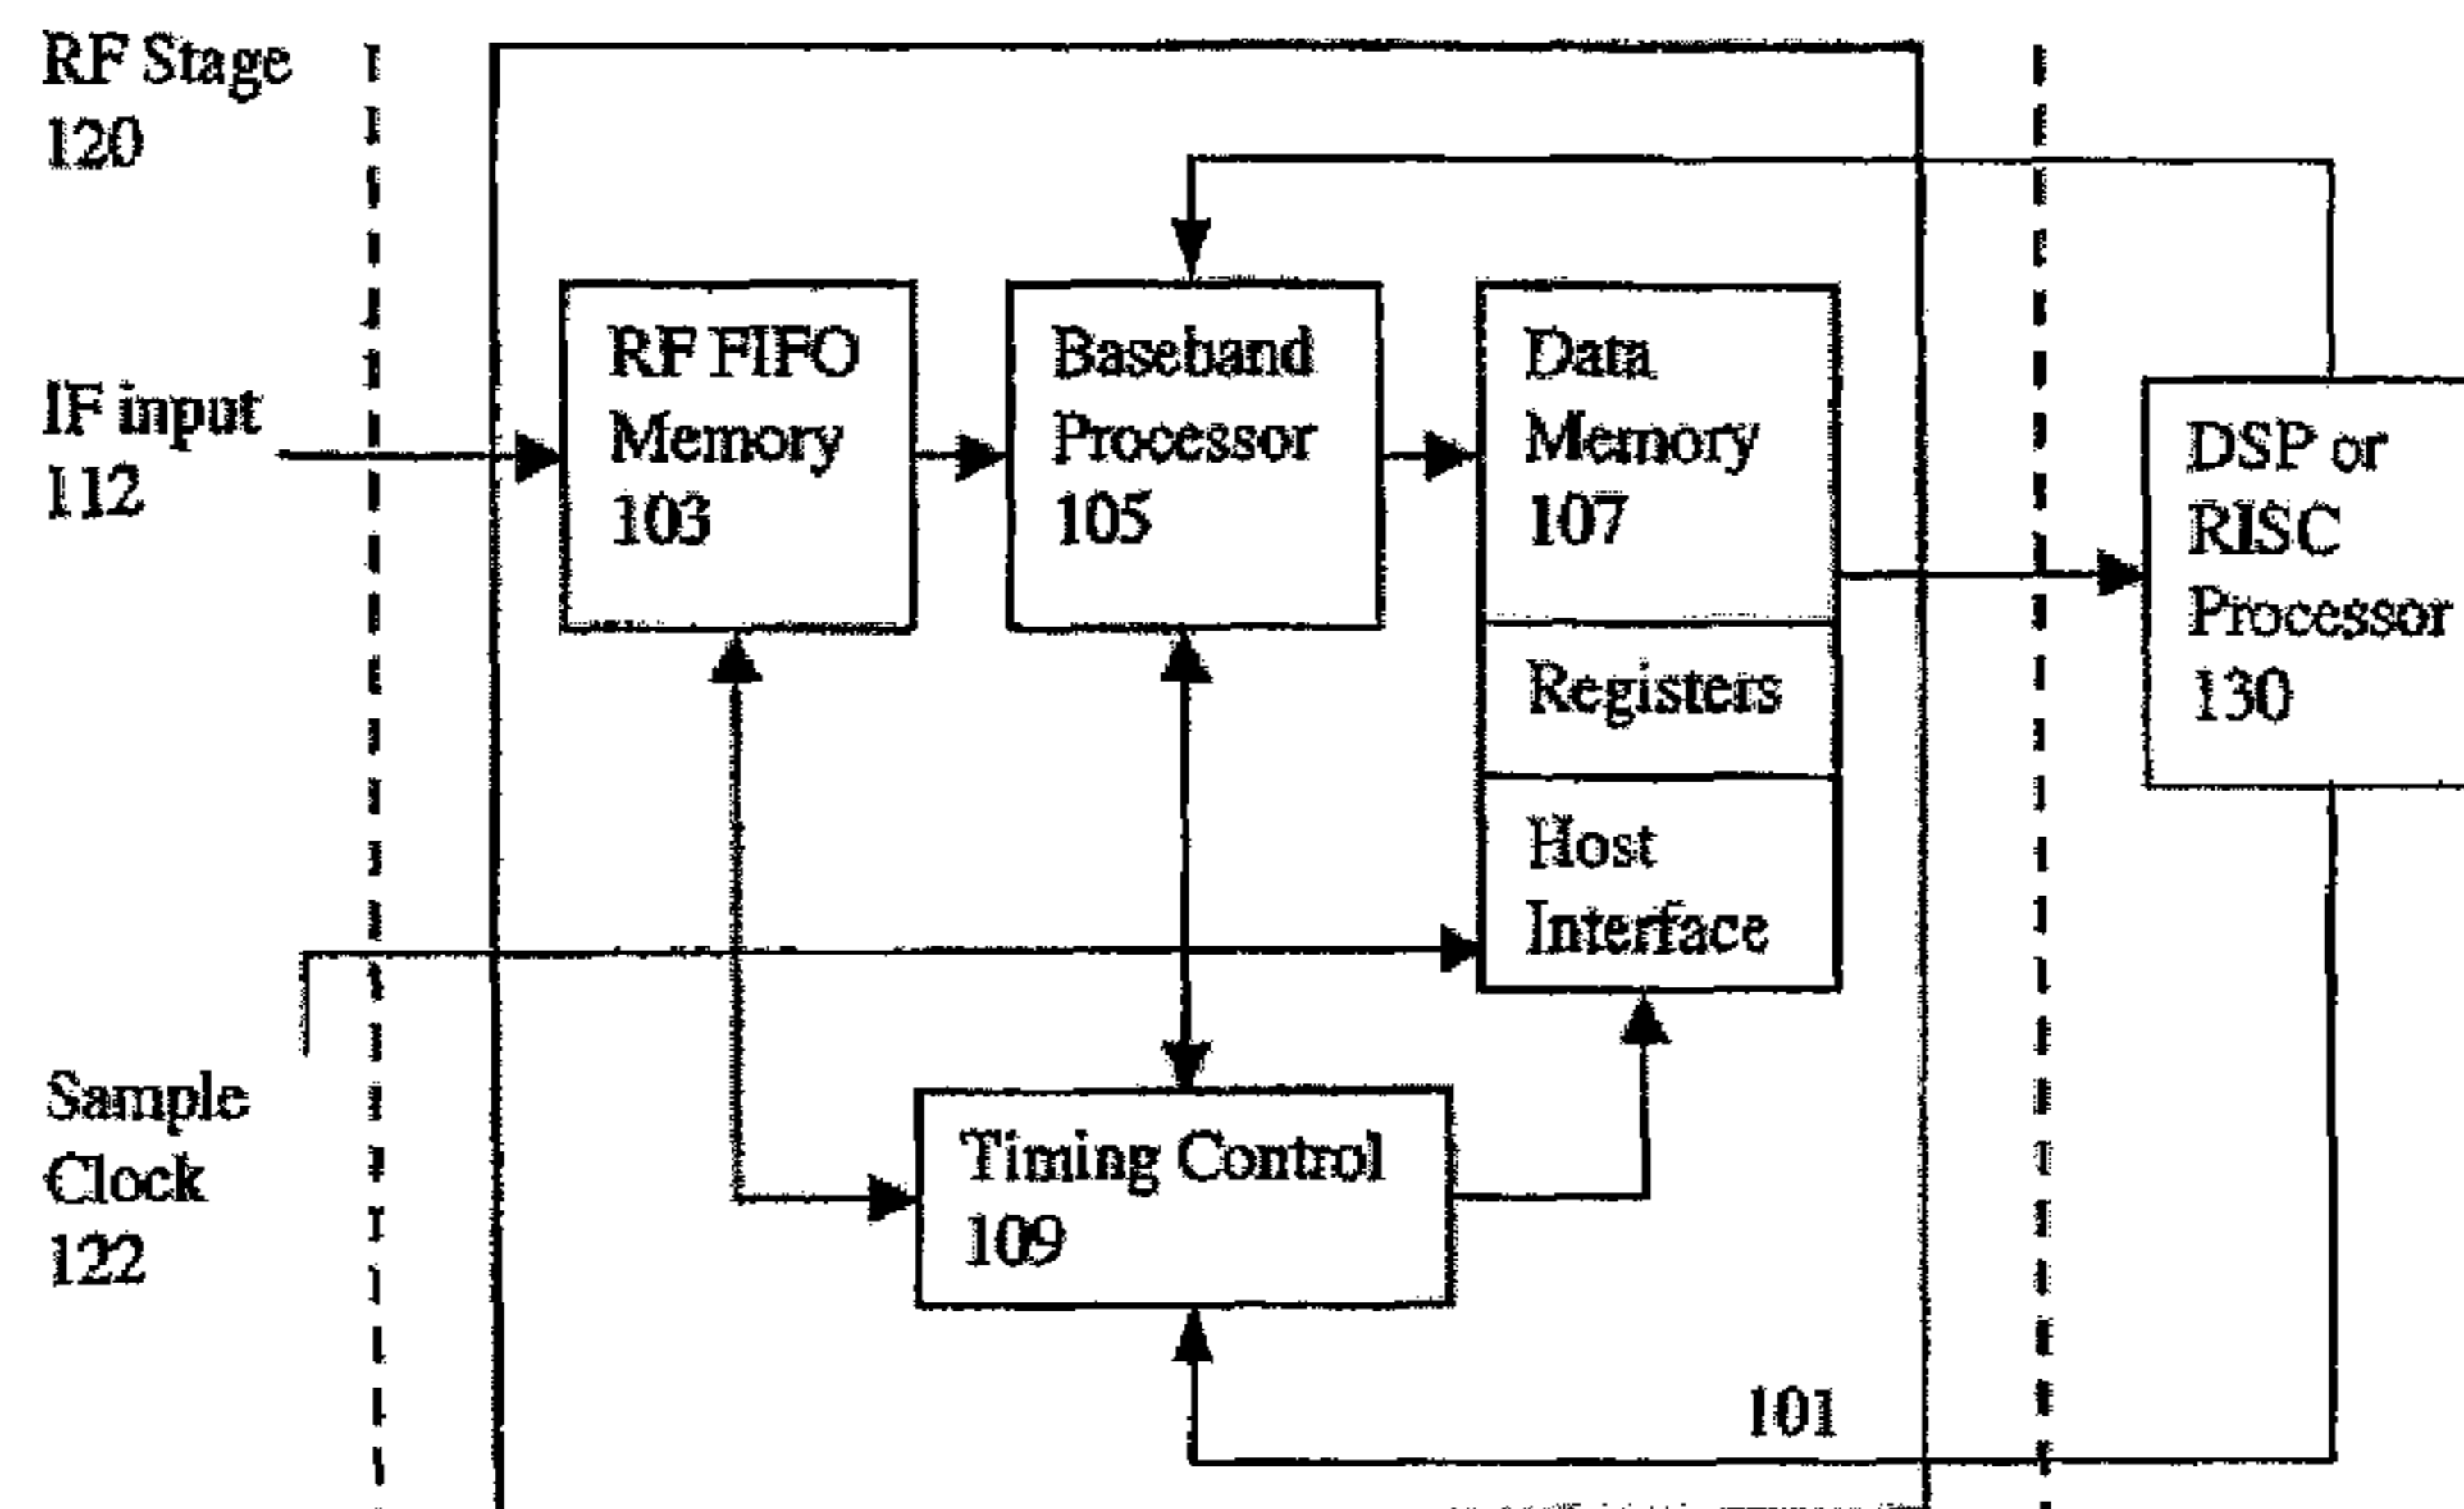 RF Stage
120
IF input
112
Sample
Clock
122
RF FIFO
Memory
103
Baseband
Processor
105
Data
Memory
107
Registers
Host
Interface
Timing Control
109
101
DSP or
RISC
Processor
130